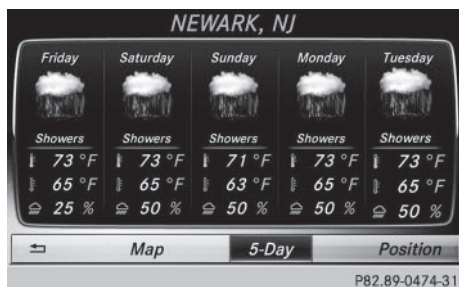 NEWARK, NJ
Friday Saturday Sunday Monday Tuesday
Showers Showers Showers Showers Showers
73 °F 73 °F 71 °F 73 °F 73 °F
65 °F 65 °F 63 °F 65 °F 65 °F
25 % 50 % 50 % 50 % 50 %
Map 5-Day Position
P82.89-0474-31